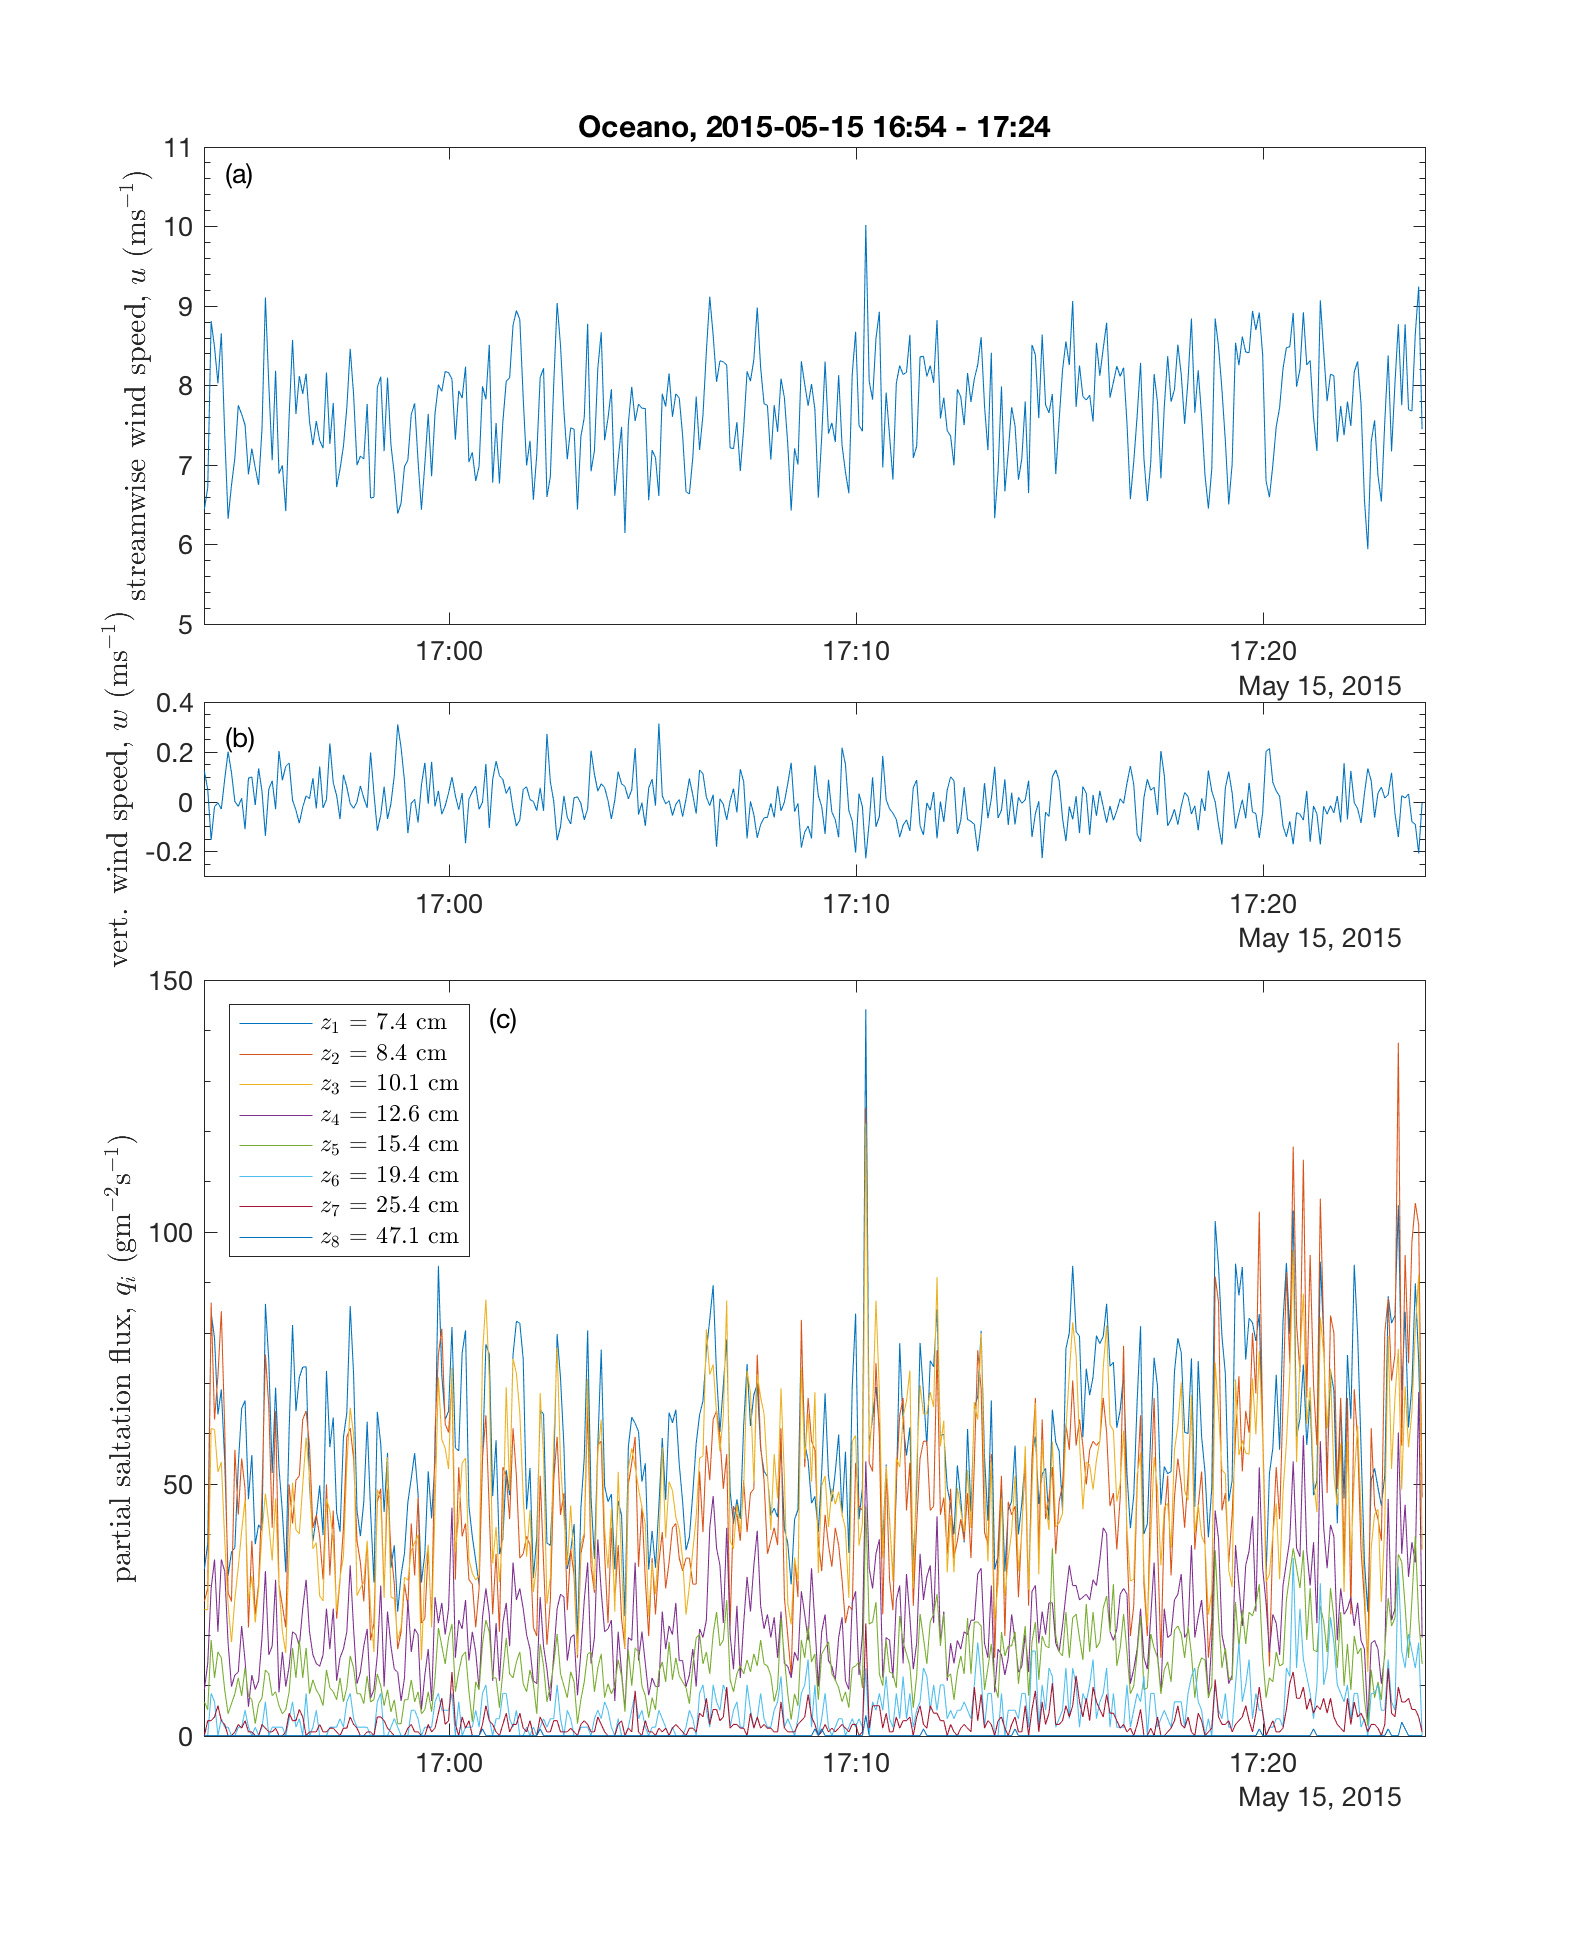 Oceano, 2015-05-15 16:54 - 17:24
(a)
streamwise wind speed, u (ms⁻¹)
11
10
9
8
7
6
5
17:00 17:10 17:20
May 15, 2015
(b)
vert. wind speed, w (ms⁻¹)
0.4
0.2
0
-0.2
17:00 17:10 17:20
May 15, 2015
(c)
partial saltation flux, qᵢ (gm⁻²s⁻¹)
150
100
50
0
z₁ = 7.4 cm
z₂ = 8.4 cm
z₃ = 10.1 cm
z₄ = 12.6 cm
z₅ = 15.4 cm
z₆ = 19.4 cm
z₇ = 25.4 cm
z₈ = 47.1 cm
17:00 17:10 17:20
May 15, 2015